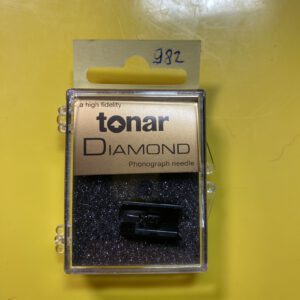 982
a high fidelity
tonar
DIAMOND
Phonograph needle